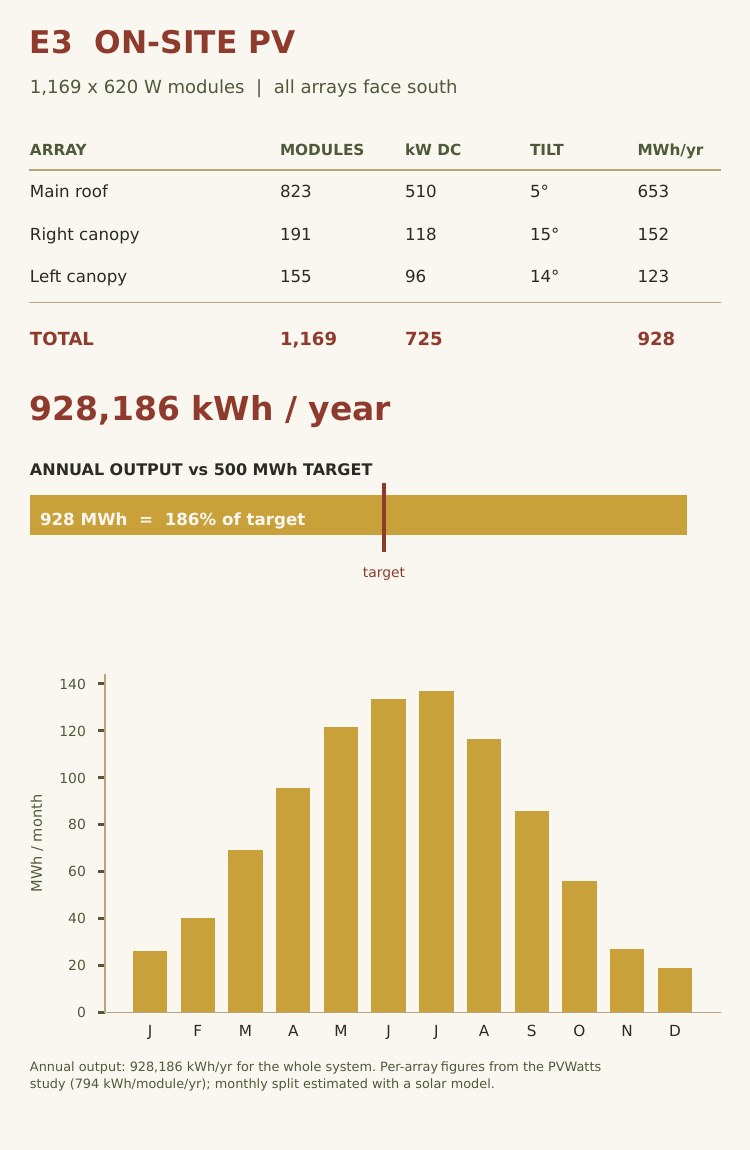 E3 ON-SITE PV
1,169 x 620 W modules | all arrays face south
ARRAY MODULES kW DC TILT MWh/yr
Main roof 823 510 5° 653
Right canopy 191 118 15° 152
Left canopy 155 96 14° 123
TOTAL 1,169 725 928
928,186 kWh / year
ANNUAL OUTPUT vs 500 MWh TARGET
928 MWh = 186% of target
target
MWh / month
140
120
100
80
60
40
20
0
J F M A M J J A S O N D
Annual output: 928,186 kWh/yr for the whole system. Per-array figures from the PVWatts
study (794 kWh/module/yr); monthly split estimated with a solar model.